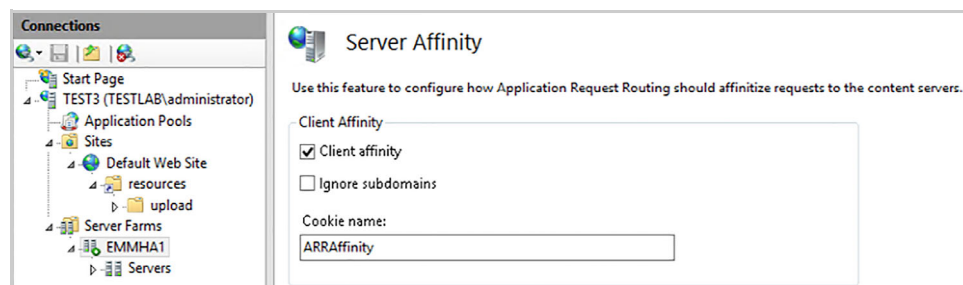 Connections
Start Page
TEST3 (TESTLAB\administrator)
Application Pools
Sites
Default Web Site
resources
upload
Server Farms
EMMHA1
Servers
Server Affinity
Use this feature to configure how Application Request Routing should affinitize requests to the content servers.
Client Affinity
Client affinity
Ignore subdomains
Cookie name:
ARRAffinity